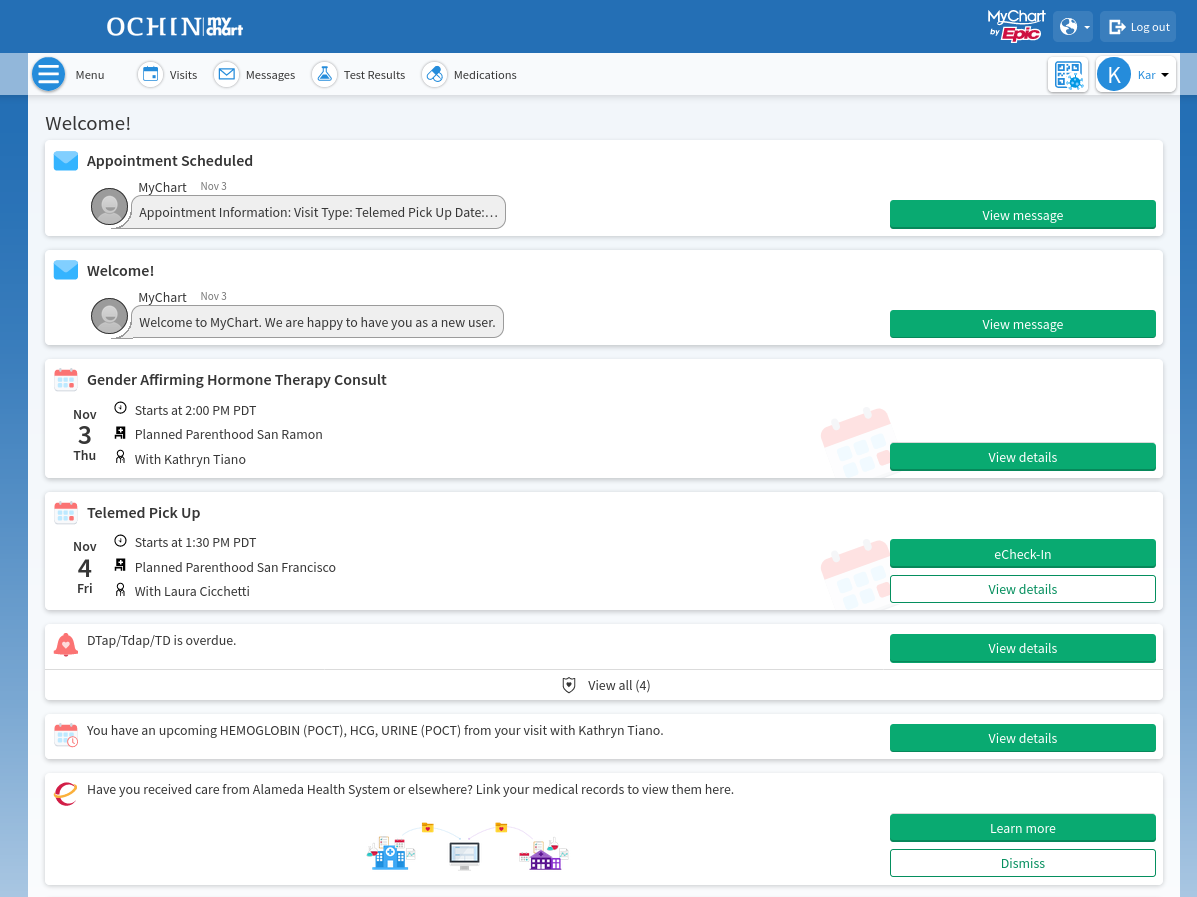 OCHIN my chart
MyChart by Epic
Log out
Menu Visits Messages Test Results Medications
K Kar
Welcome!
Appointment Scheduled
MyChart Nov 3
Appointment Information: Visit Type: Telemed Pick Up Date:...
View message
Welcome!
MyChart Nov 3
Welcome to MyChart. We are happy to have you as a new user.
View message
Gender Affirming Hormone Therapy Consult
Nov 3 Thu
Starts at 2:00 PM PDT
Planned Parenthood San Ramon
With Kathryn Tiano
View details
Telemed Pick Up
Nov 4 Fri
Starts at 1:30 PM PDT
Planned Parenthood San Francisco
With Laura Cicchetti
eCheck-In
View details
DTap/Tdap/TD is overdue.
View details
View all (4)
You have an upcoming HEMOGLOBIN (POCT), HCG, URINE (POCT) from your visit with Kathryn Tiano.
View details
Have you received care from Alameda Health System or elsewhere? Link your medical records to view them here.
Learn more
Dismiss